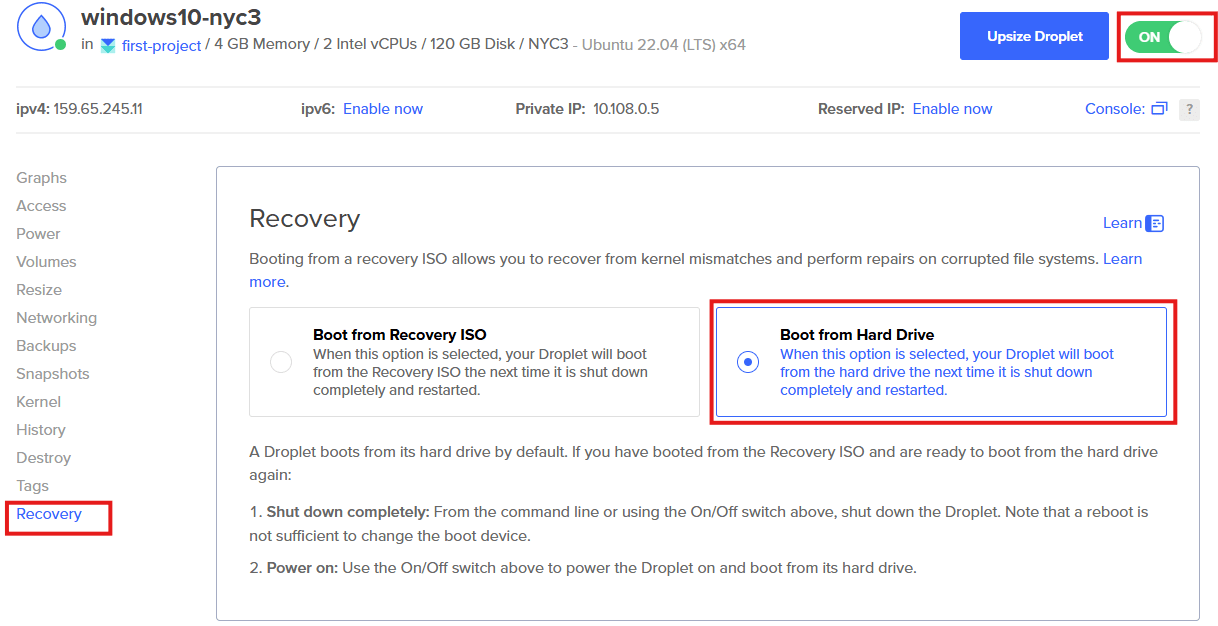 windows10-nyc3
in first-project / 4 GB Memory / 2 Intel vCPUs / 120 GB Disk / NYC3 - Ubuntu 22.04 (LTS) x64
Upsize Droplet
ON
ipv4: 159.65.245.11
ipv6: Enable now
Private IP: 10.108.0.5
Reserved IP: Enable now
Console:
?
Graphs
Access
Power
Volumes
Resize
Networking
Backups
Snapshots
Kernel
History
Destroy
Tags
Recovery
Recovery
Learn
Booting from a recovery ISO allows you to recover from kernel mismatches and perform repairs on corrupted file systems. Learn
more.
Boot from Recovery ISO
When this option is selected, your Droplet will boot
from the Recovery ISO the next time it is shut down
completely and restarted.
Boot from Hard Drive
When this option is selected, your Droplet will boot
from the hard drive the next time it is shut down
completely and restarted.
A Droplet boots from its hard drive by default. If you have booted from the Recovery ISO and are ready to boot from the hard drive
again:
1. Shut down completely: From the command line or using the On/Off switch above, shut down the Droplet. Note that a reboot is
not sufficient to change the boot device.
2. Power on: Use the On/Off switch above to power the Droplet on and boot from its hard drive.